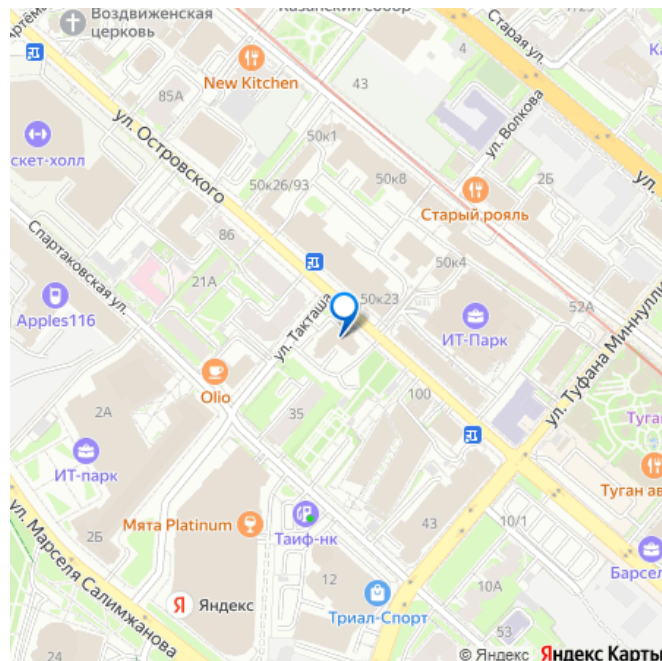 Артёма
Воздвиженская
церковь
Казанский собор
Старая ул.
4
New Kitchen
43
85А
ул. Волкова
ул. Островского
50к1
скет-холл
50к26/93
50к8
2Б
Старый рояль
86
Спартаковская ул.
21А
50к4
50к23
52А
Apples116
ул. Такташа
ИТ-Парк
ул. Туфана Миннулли
Olio
100
2А
35
Туган
ИТ-парк
Туган ав
ул. Марселя Салимжанова
2Б
Мята Platinum
Таиф-нк
43
10/1
Барсел
12
10А
Я Яндекс
Триал-Спорт
53
24
© Яндекс Яндекс Карты